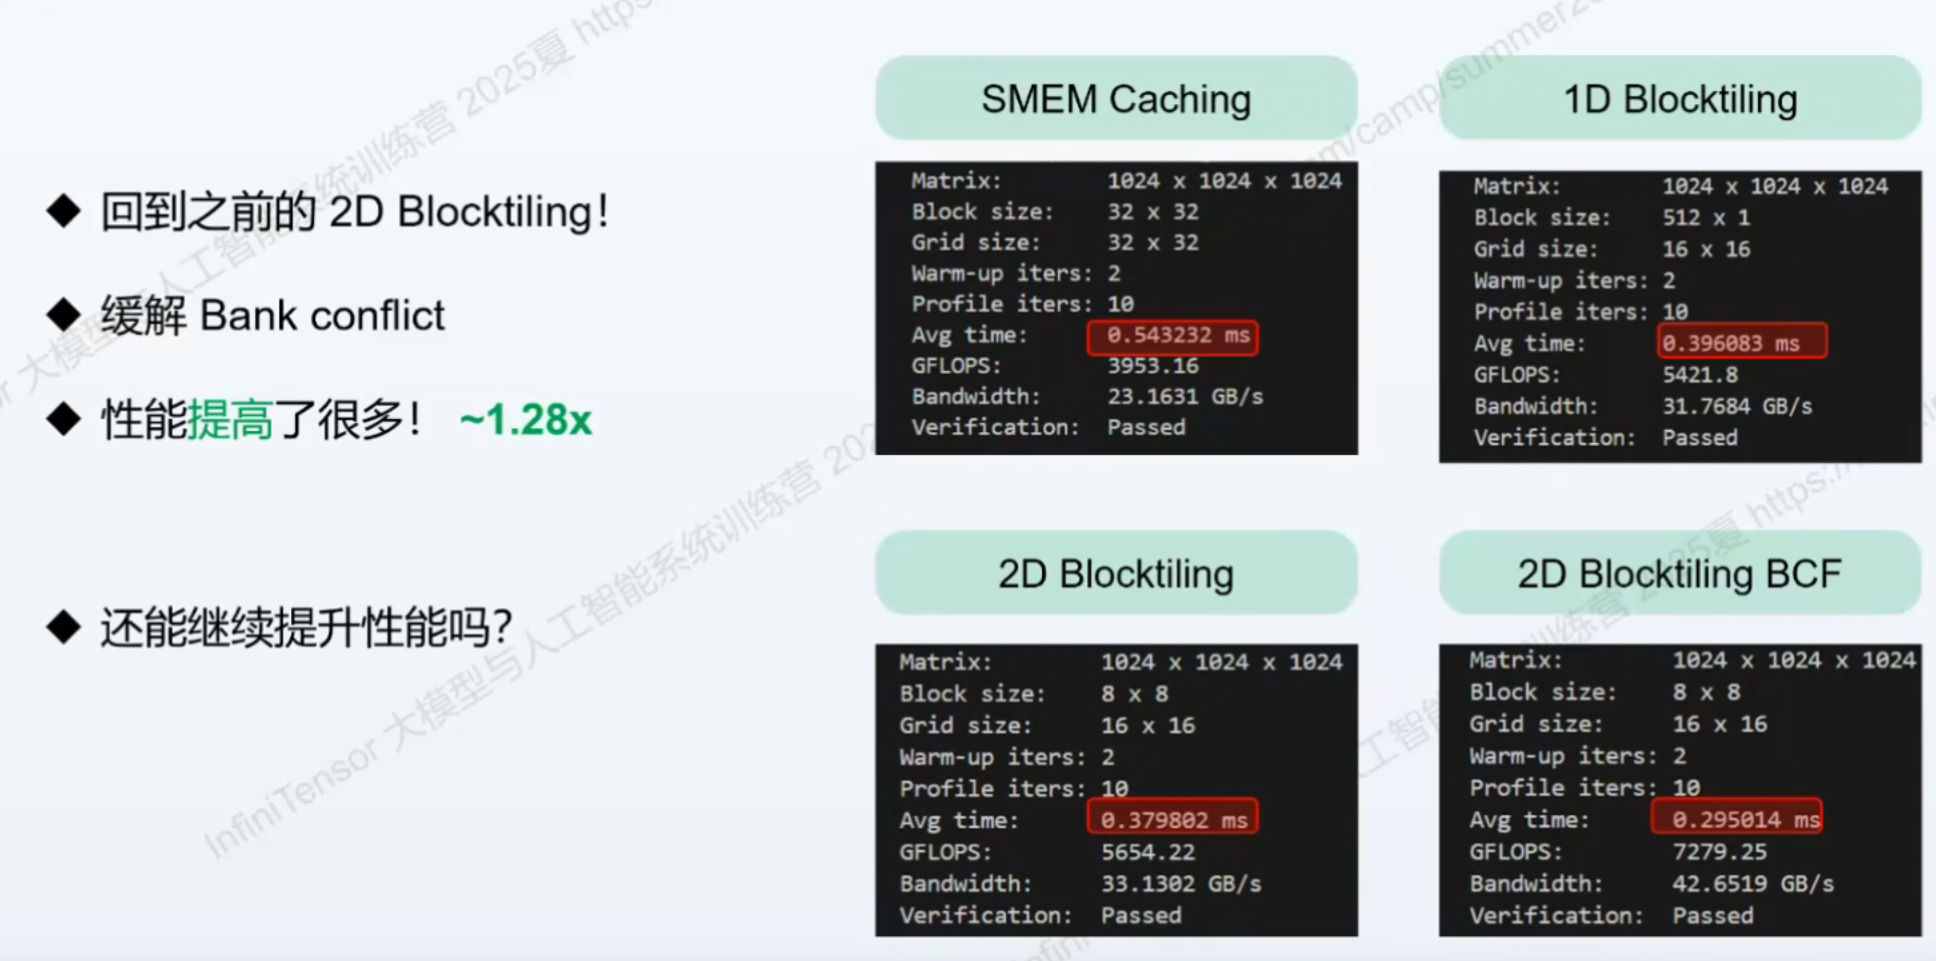 ◆ 回到之前的 2D Blocktiling！
◆ 缓解 Bank conflict
◆ 性能提高了很多！ ~1.28x
◆ 还能继续提升性能吗？
SMEM Caching
Matrix: 1024 x 1024 x 1024
Block size: 32 x 32
Grid size: 32 x 32
Warm-up iters: 2
Profile iters: 10
Avg time: 0.543232 ms
GFLOPS: 3953.16
Bandwidth: 23.1631 GB/s
Verification: Passed
1D Blocktiling
Matrix: 1024 x 1024 x 1024
Block size: 512 x 1
Grid size: 16 x 16
Warm-up iters: 2
Profile iters: 10
Avg time: 0.396083 ms
GFLOPS: 5421.8
Bandwidth: 31.7684 GB/s
Verification: Passed
2D Blocktiling
Matrix: 1024 x 1024 x 1024
Block size: 8 x 8
Grid size: 16 x 16
Warm-up iters: 2
Profile iters: 10
Avg time: 0.379802 ms
GFLOPS: 5654.22
Bandwidth: 33.1302 GB/s
Verification: Passed
2D Blocktiling BCF
Matrix: 1024 x 1024 x 1024
Block size: 8 x 8
Grid size: 16 x 16
Warm-up iters: 2
Profile iters: 10
Avg time: 0.295014 ms
GFLOPS: 7279.25
Bandwidth: 42.6519 GB/s
Verification: Passed
InfiniTensor 大模型与人工智能系统训练营 202